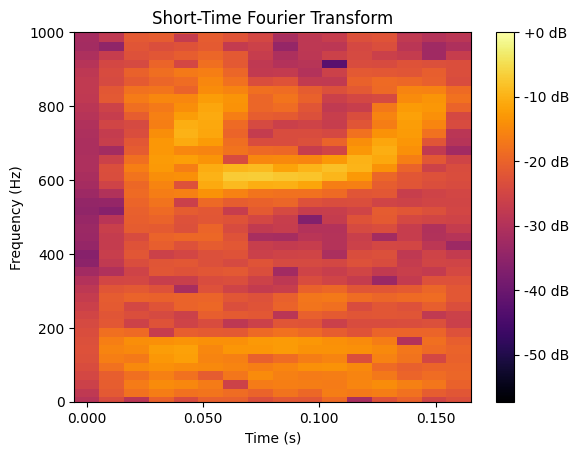 Short-Time Fourier Transform
1000
800
600
400
200
0
Frequency (Hz)
0.000
0.050
0.100
0.150
Time (s)
+0 dB
-10 dB
-20 dB
-30 dB
-40 dB
-50 dB